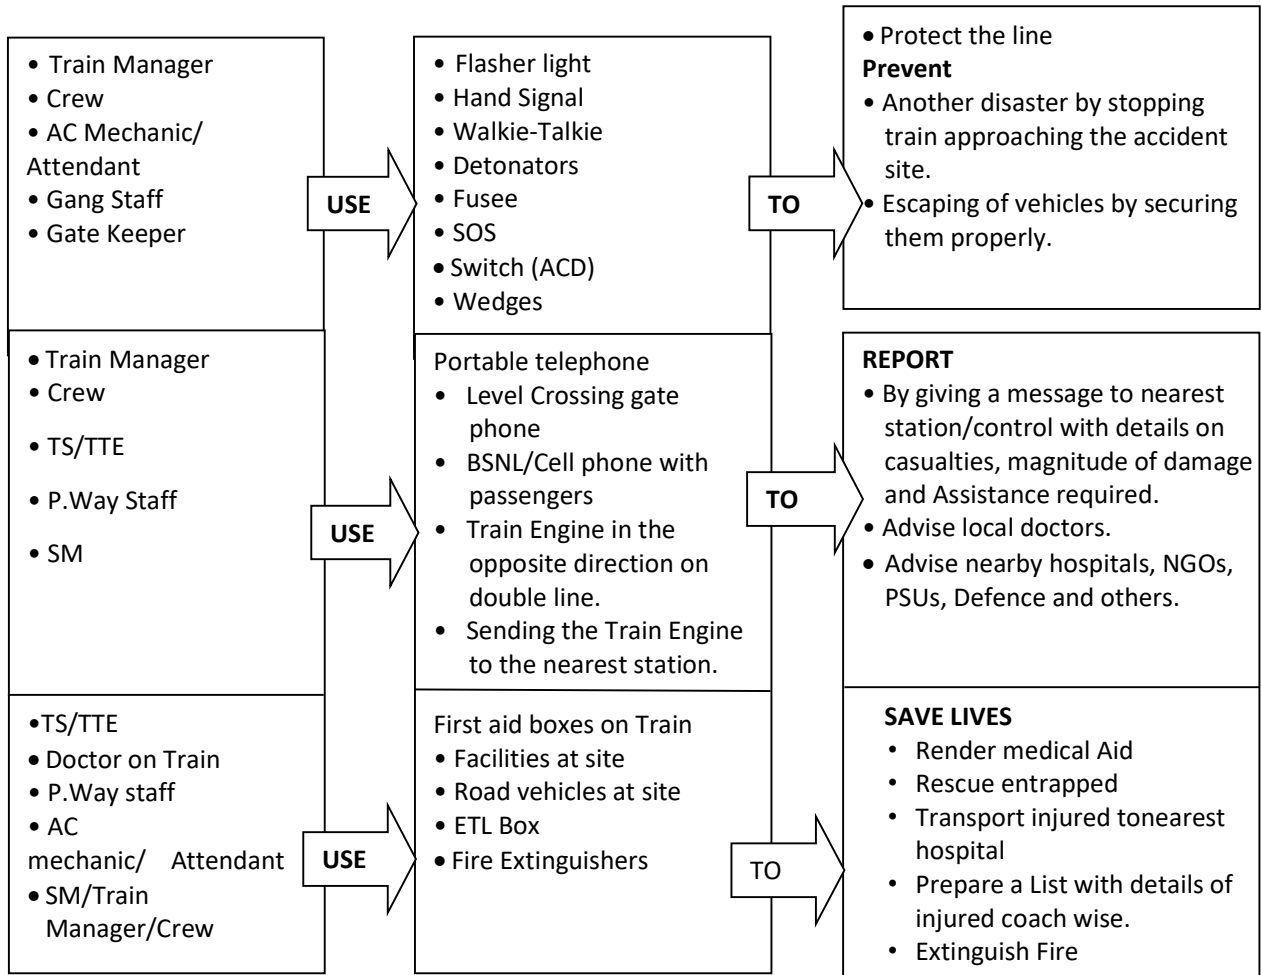 • Train Manager
• Crew
• AC Mechanic/
Attendant
• Gang Staff
• Gate Keeper
USE
• Flasher light
• Hand Signal
• Walkie-Talkie
• Detonators
• Fusee
• SOS
• Switch (ACD)
• Wedges
TO
• Protect the line
Prevent
• Another disaster by stopping
train approaching the accident
site.
• Escaping of vehicles by securing
them properly.
• Train Manager
• Crew
• TS/TTE
• P.Way Staff
• SM
USE
Portable telephone
• Level Crossing gate
phone
• BSNL/Cell phone with
passengers
• Train Engine in the
opposite direction on
double line.
• Sending the Train Engine
to the nearest station.
TO
REPORT
• By giving a message to nearest
station/control with details on
casualties, magnitude of damage
and Assistance required.
• Advise local doctors.
• Advise nearby hospitals, NGOs,
PSUs, Defence and others.
•TS/TTE
• Doctor on Train
• P.Way staff
• AC
mechanic/ Attendant
• SM/Train
Manager/Crew
USE
First aid boxes on Train
• Facilities at site
• Road vehicles at site
• ETL Box
• Fire Extinguishers
TO
SAVE LIVES
• Render medical Aid
• Rescue entrapped
• Transport injured tonearest
hospital
• Prepare a List with details of
injured coach wise.
• Extinguish Fire